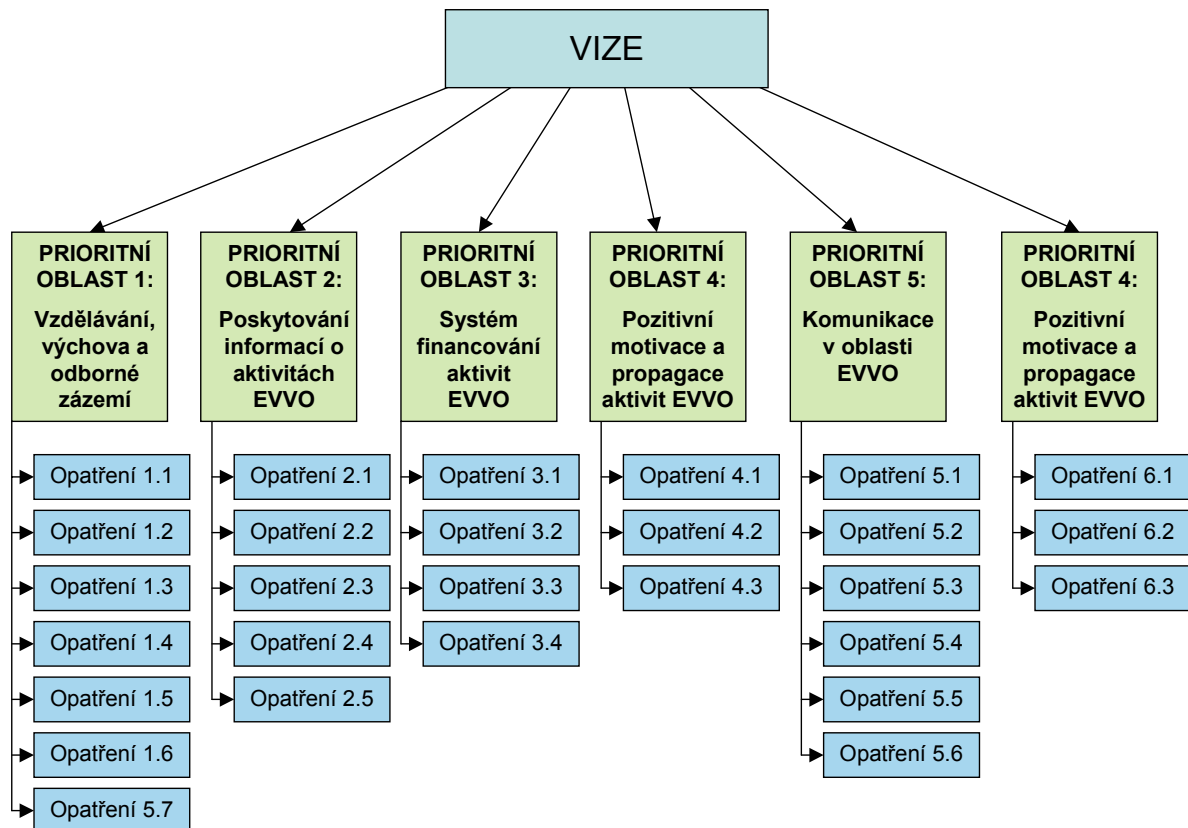 VIZE
PRIORITNÍ
OBLAST 1:
Vzdělávání,
výchova a
odborné
zázemí
Opatření 1.1
Opatření 1.2
Opatření 1.3
Opatření 1.4
Opatření 1.5
Opatření 1.6
Opatření 5.7
PRIORITNÍ
OBLAST 2:
Poskytování
informací o
aktivitách
EVVO
Opatření 2.1
Opatření 2.2
Opatření 2.3
Opatření 2.4
Opatření 2.5
PRIORITNÍ
OBLAST 3:
Systém
financování
aktivit
EVVO
Opatření 3.1
Opatření 3.2
Opatření 3.3
Opatření 3.4
PRIORITNÍ
OBLAST 4:
Pozitivní
motivace a
propagace
aktivit EVVO
Opatření 4.1
Opatření 4.2
Opatření 4.3
PRIORITNÍ
OBLAST 5:
Komunikace
v oblasti
EVVO
Opatření 5.1
Opatření 5.2
Opatření 5.3
Opatření 5.4
Opatření 5.5
Opatření 5.6
PRIORITNÍ
OBLAST 4:
Pozitivní
motivace a
propagace
aktivit EVVO
Opatření 6.1
Opatření 6.2
Opatření 6.3